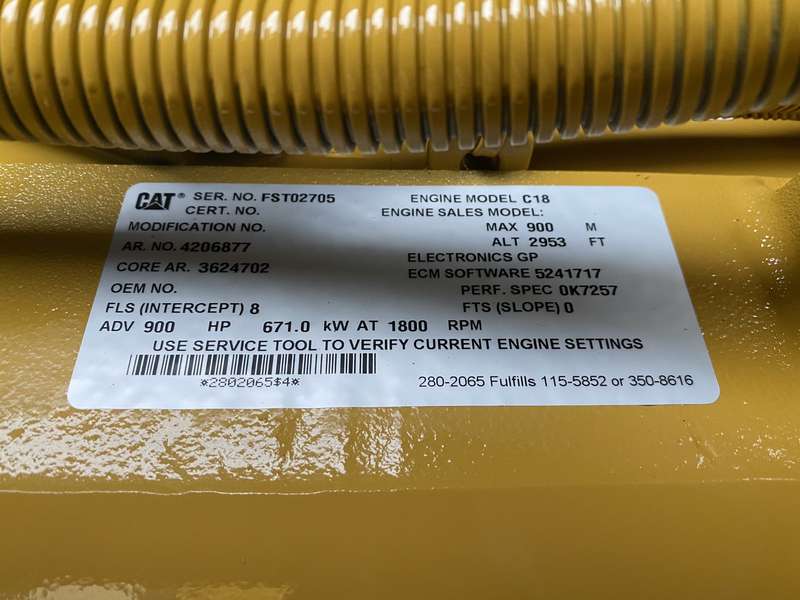 CAT® SER. NO. FST02705 ENGINE MODEL C18
CERT. NO. ENGINE SALES MODEL:
MODIFICATION NO. MAX 900 M
AR. NO. 4206877 ALT 2953 FT
CORE AR. 3624702 ELECTRONICS GP
ECM SOFTWARE 5241717
OEM NO. PERF. SPEC 0K7257
FLS (INTERCEPT) 8 FTS (SLOPE) 0
ADV 900 HP 671.0 kW AT 1800 RPM
USE SERVICE TOOL TO VERIFY CURRENT ENGINE SETTINGS
*2802065$4* 280-2065 Fulfills 115-5852 or 350-8616